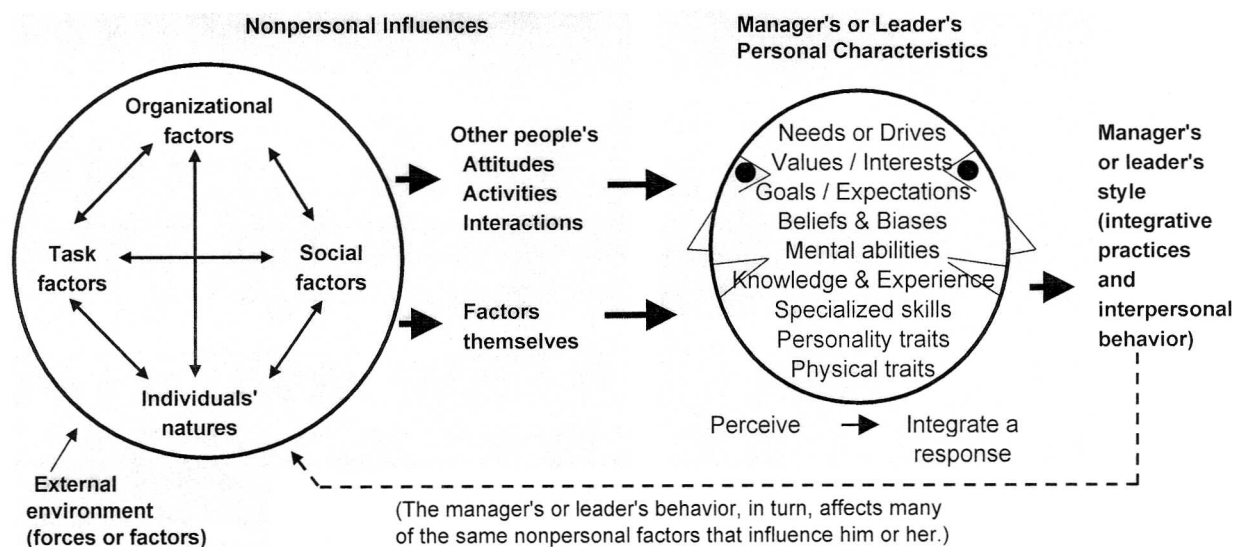 Nonpersonal Influences
Manager's or Leader's
Personal Characteristics
Organizational
factors
Task
factors
Social
factors
Individuals'
natures
External
environment
(forces or factors)
Other people's
Attitudes
Activities
Interactions
Factors
themselves
Needs or Drives
Values / Interests
Goals / Expectations
Beliefs & Biases
Mental abilities
Knowledge & Experience
Specialized skills
Personality traits
Physical traits
Perceive
Integrate a
response
Manager's
or leader's
style
(integrative
practices
and
interpersonal
behavior)
(The manager's or leader's behavior, in turn, affects many
of the same nonpersonal factors that influence him or her.)